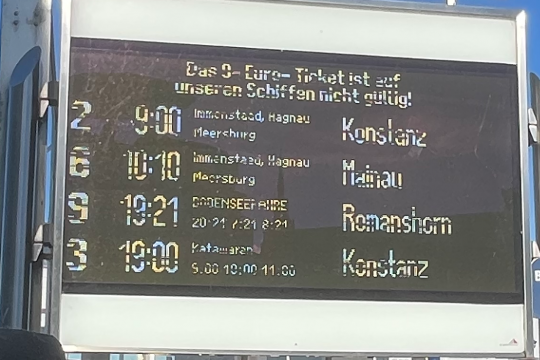 Das 9- Euro- Ticket ist auf
unseren Schiffen nicht gültig!
2 9:00 Immenstaad, Hagnau Meersburg Konstanz
6 10:10 Immenstaad, Hagnau Meersburg Mainau
9 19:21 BODENSEEFÄHRE 20:21 7:21 8:21 Romanshorn
3 19:00 Katamaran 9.00 10:00 11.00 Konstanz